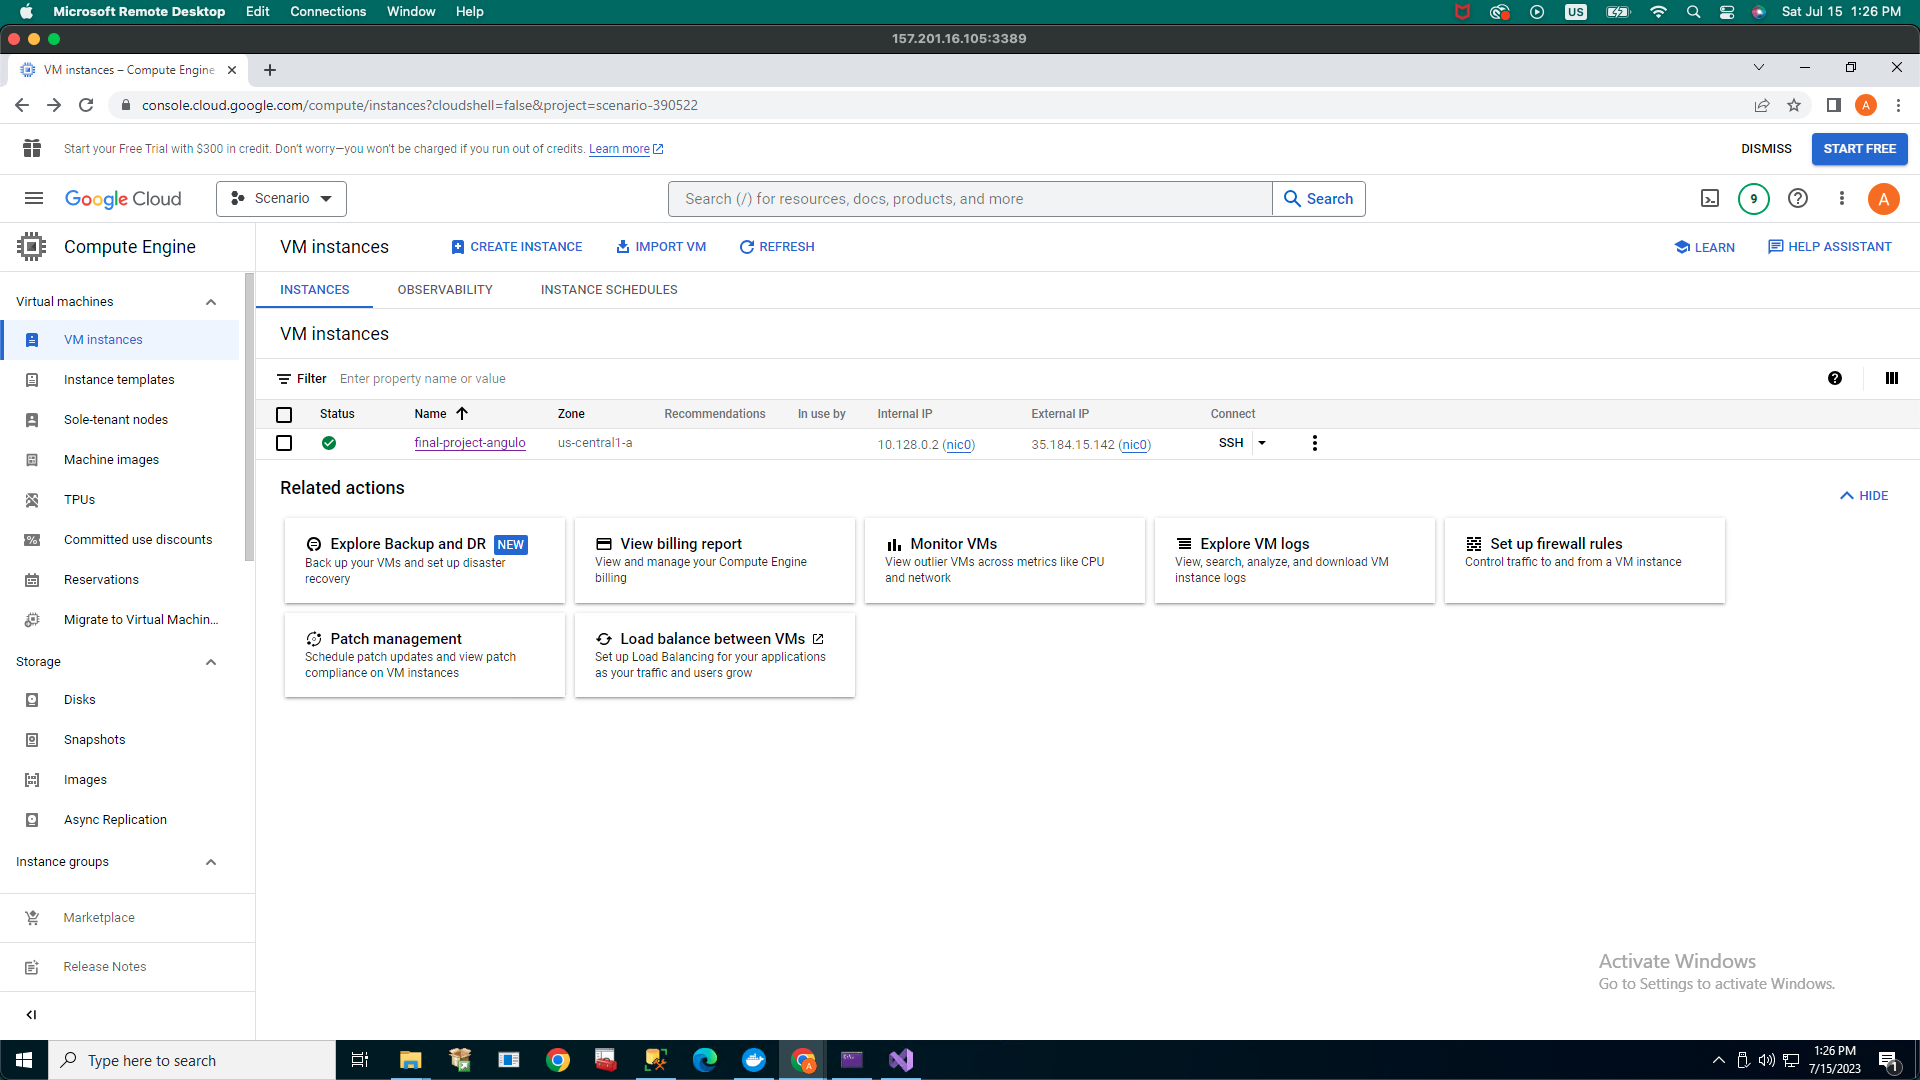 Microsoft Remote Desktop Edit Connections Window Help US Sat Jul 15 1:26 PM
157.201.16.105:3389
VM instances – Compute Engine
console.cloud.google.com/compute/instances?cloudshell=false&project=scenario-390522 A
Start your Free Trial with $300 in credit. Don't worry—you won't be charged if you run out of credits. Learn more DISMISS START FREE
Google Cloud Scenario Search (/) for resources, docs, products, and more Search 9 A
Compute Engine VM instances CREATE INSTANCE IMPORT VM REFRESH LEARN HELP ASSISTANT
INSTANCES OBSERVABILITY INSTANCE SCHEDULES
Virtual machines
VM instances
VM instances
Instance templates
Filter Enter property name or value
Sole-tenant nodes
Status Name Zone Recommendations In use by Internal IP External IP Connect
final-project-angulo us-central1-a 10.128.0.2 (nic0) 35.184.15.142 (nic0) SSH
Machine images
TPUs
Committed use discounts
Reservations
Migrate to Virtual Machin...
Storage
Disks
Snapshots
Images
Async Replication
Instance groups
Marketplace
Release Notes
Related actions HIDE
Explore Backup and DR NEW
Back up your VMs and set up disaster
recovery
View billing report
View and manage your Compute Engine
billing
Monitor VMs
View outlier VMs across metrics like CPU
and network
Explore VM logs
View, search, analyze, and download VM
instance logs
Set up firewall rules
Control traffic to and from a VM instance
Patch management
Schedule patch updates and view patch
compliance on VM instances
Load balance between VMs
Set up Load Balancing for your applications
as your traffic and users grow
Activate Windows
Go to Settings to activate Windows.
Type here to search
1:26 PM
7/15/2023
1